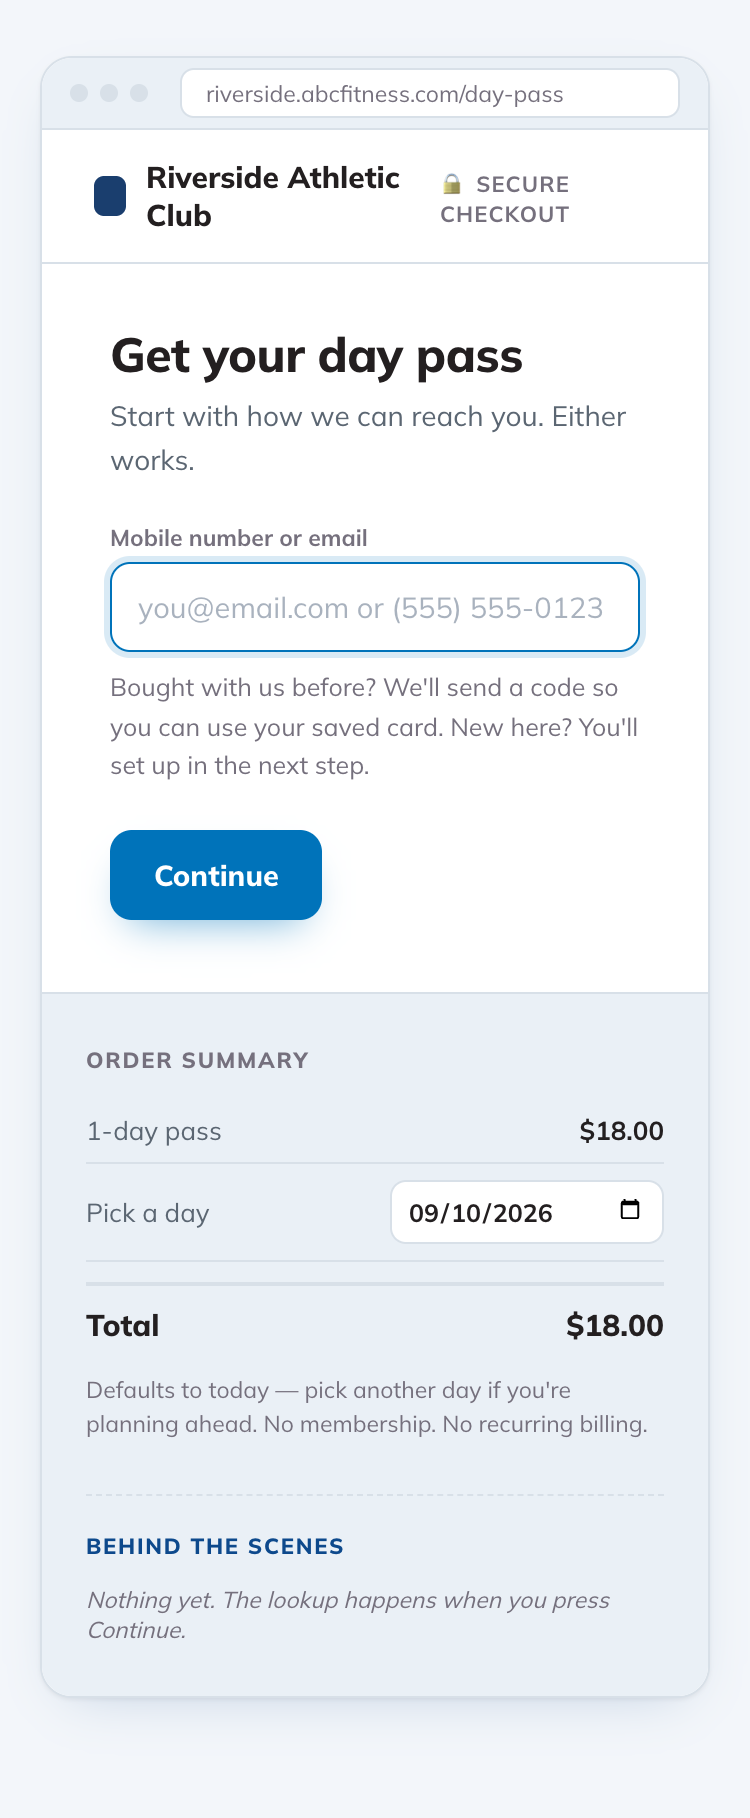 riverside.abcfitness.com/day-pass
Riverside Athletic
Club
🔒 SECURE
CHECKOUT
Get your day pass
Start with how we can reach you. Either
works.
Mobile number or email
you@email.com or (555) 555-0123
Bought with us before? We'll send a code so
you can use your saved card. New here? You'll
set up in the next step.
Continue
ORDER SUMMARY
1-day pass $18.00
Pick a day 09/10/2026
Total $18.00
Defaults to today — pick another day if you're
planning ahead. No membership. No recurring billing.
BEHIND THE SCENES
Nothing yet. The lookup happens when you press
Continue.